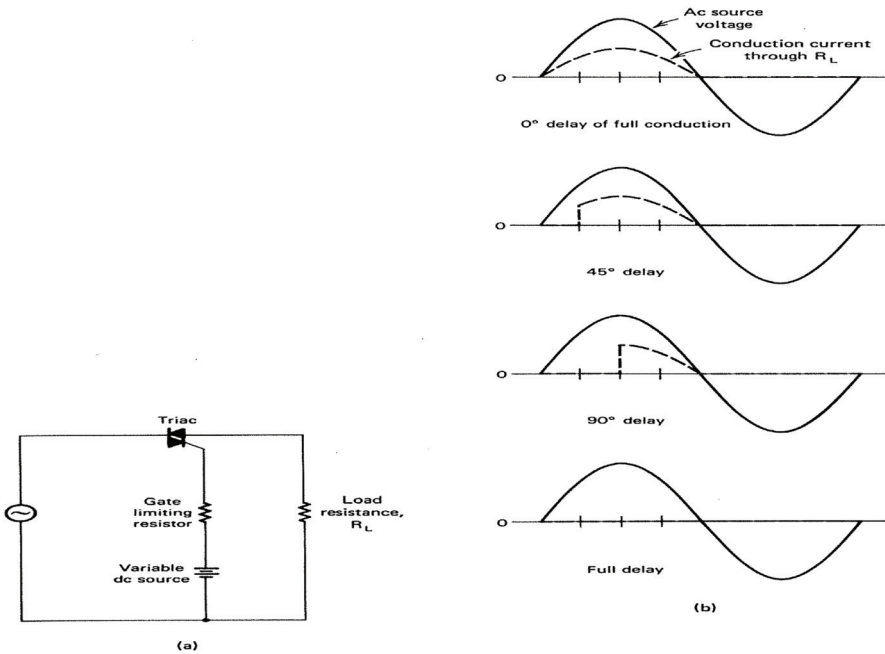 Triac
Gate
limiting
resistor
Load
resistance,
R_L
Variable
dc source
(a)
Ac source
voltage
Conduction current
through R_L
0
0° delay of full conduction
0
45° delay
0
90° delay
0
Full delay
(b)